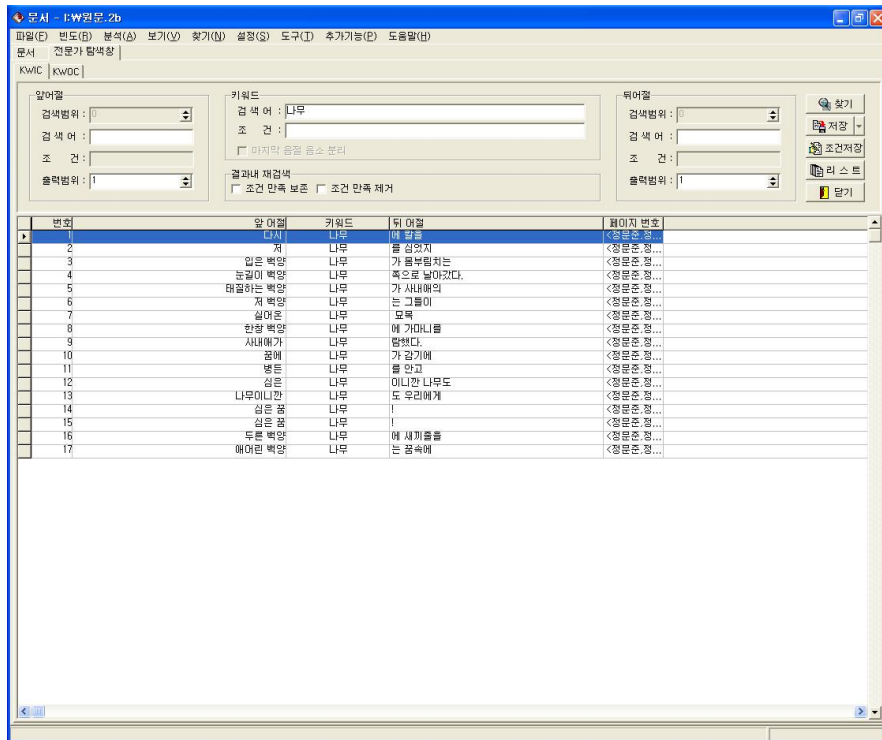 문서 - I:₩원문.2b
파일(F) 빈도(B) 분석(A) 보기(V) 찾기(N) 설정(S) 도구(T) 추가기능(P) 도움말(H)
문서 전문가 탐색창
KWIC KWOC
앞어절 키워드 뒤어절
검색범위 : 0 검 색 어 : 나무 검색범위 : 0 찾기
검 색 어 : 조 건 : 검 색 어 : 저장
조 건 : 마지막 음절 음소 분리 조 건 : 조건저장
출력범위 : 1 결과내 재검색 출력범위 : 1 리 스 트
조건 만족 보존 조건 만족 제거 닫기
번호 앞 어절 키워드 뒤 어절 페이지 번호
1 다시 나무 에 칼을 <정문준,정...
2 저 나무 를 심었지 <정문준,정...
3 입은 백양 나무 가 몸부림치는 <정문준,정...
4 눈길이 백양 나무 쪽으로 날아갔다. <정문준,정...
5 태질하는 백양 나무 가 사내애의 <정문준,정...
6 저 백양 나무 는 그들이 <정문준,정...
7 실어온 나무 묘목 <정문준,정...
8 한창 백양 나무 에 가마니를 <정문준,정...
9 사내애가 나무 람했다. <정문준,정...
10 꿈에 나무 가 감기에 <정문준,정...
11 병든 나무 를 안고 <정문준,정...
12 심은 나무 이니깐 나무도 <정문준,정...
13 나무이니깐 나무 도 우리에게 <정문준,정...
14 심은 꿈 나무 ! <정문준,정...
15 심은 꿈 나무 ! <정문준,정...
16 두른 백양 나무 에 새끼줄을 <정문준,정...
17 애어린 백양 나무 는 꿈속에 <정문준,정...